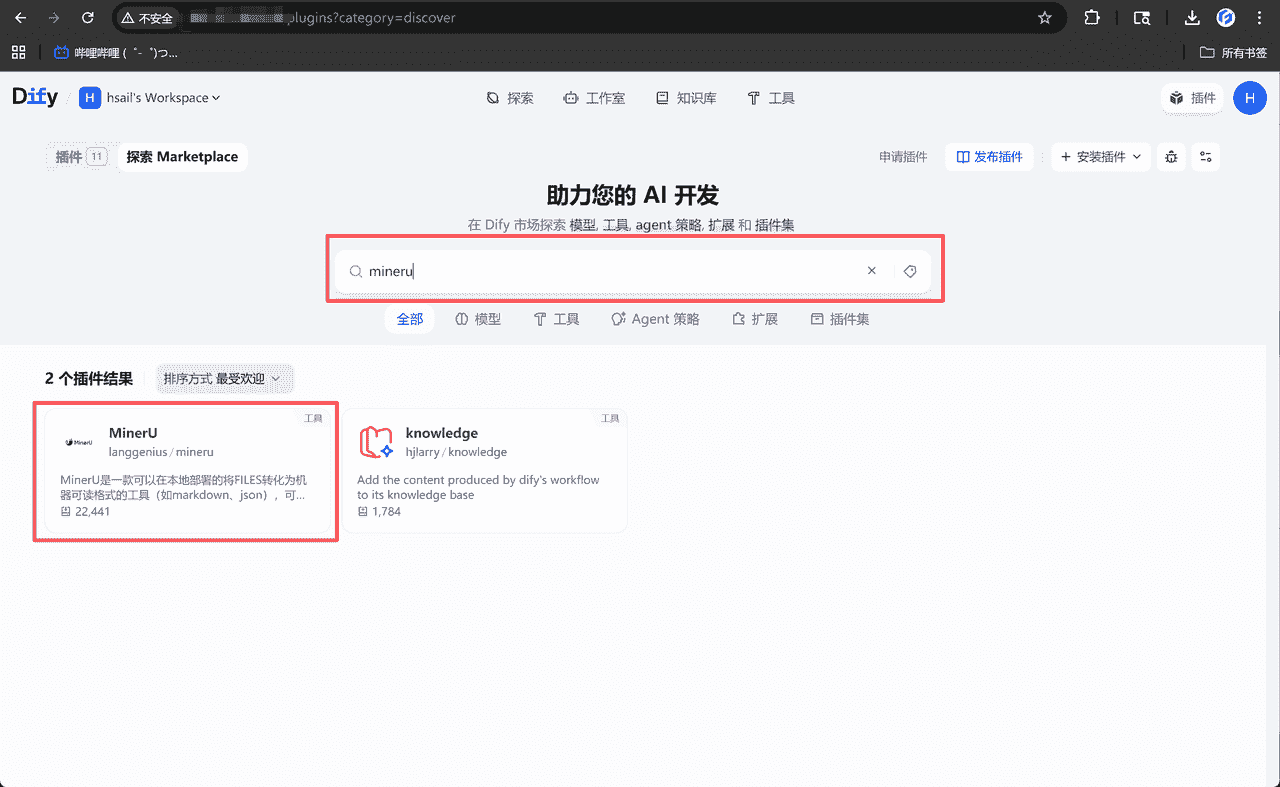 不安全 plugins?category=discover
哔哩哔哩 (゜-゜)つ...
所有书签
Dify / H hsail's Workspace
探索 工作室 知识库 工具
插件 H
插件 11 探索 Marketplace
申请插件 发布插件 + 安装插件
助力您的 AI 开发
在 Dify 市场探索 模型, 工具, agent 策略, 扩展 和 插件集
mineru
全部 模型 工具 Agent 策略 扩展 插件集
2 个插件结果 排序方式 最受欢迎
工具
MinerU
MinerU
langgenius / mineru
MinerU是一款可以在本地部署的将FILES转化为机
器可读格式的工具（如markdown、json），可...
22,441
工具
knowledge
hjlarry / knowledge
Add the content produced by dify's workflow
to its knowledge base
1,784